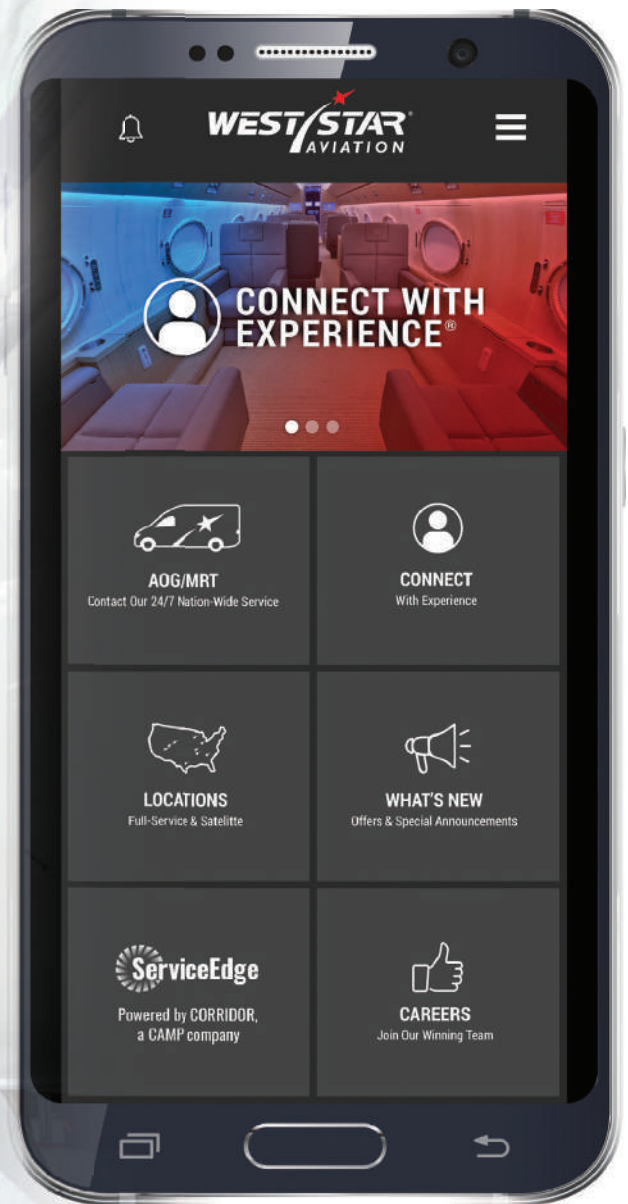 WEST STAR
AVIATION
CONNECT WITH
EXPERIENCE®
AOG/MRT
Contact Our 24/7 Nation-Wide Service
CONNECT
With Experience
LOCATIONS
Full-Service & Satelitte
WHAT'S NEW
Offers & Special Announcements
ServiceEdge
Powered by CORRIDOR,
a CAMP company
CAREERS
Join Our Winning Team